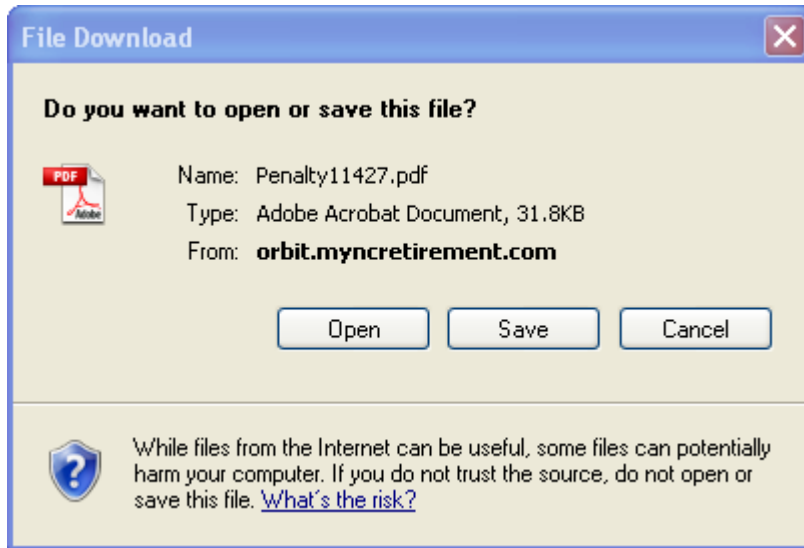 File Download
Do you want to open or save this file?
PDF
Adobe
Name: Penalty11427.pdf
Type: Adobe Acrobat Document, 31.8KB
From: orbit.myncretirement.com
Open Save Cancel
While files from the Internet can be useful, some files can potentially
harm your computer. If you do not trust the source, do not open or
save this file. What's the risk?